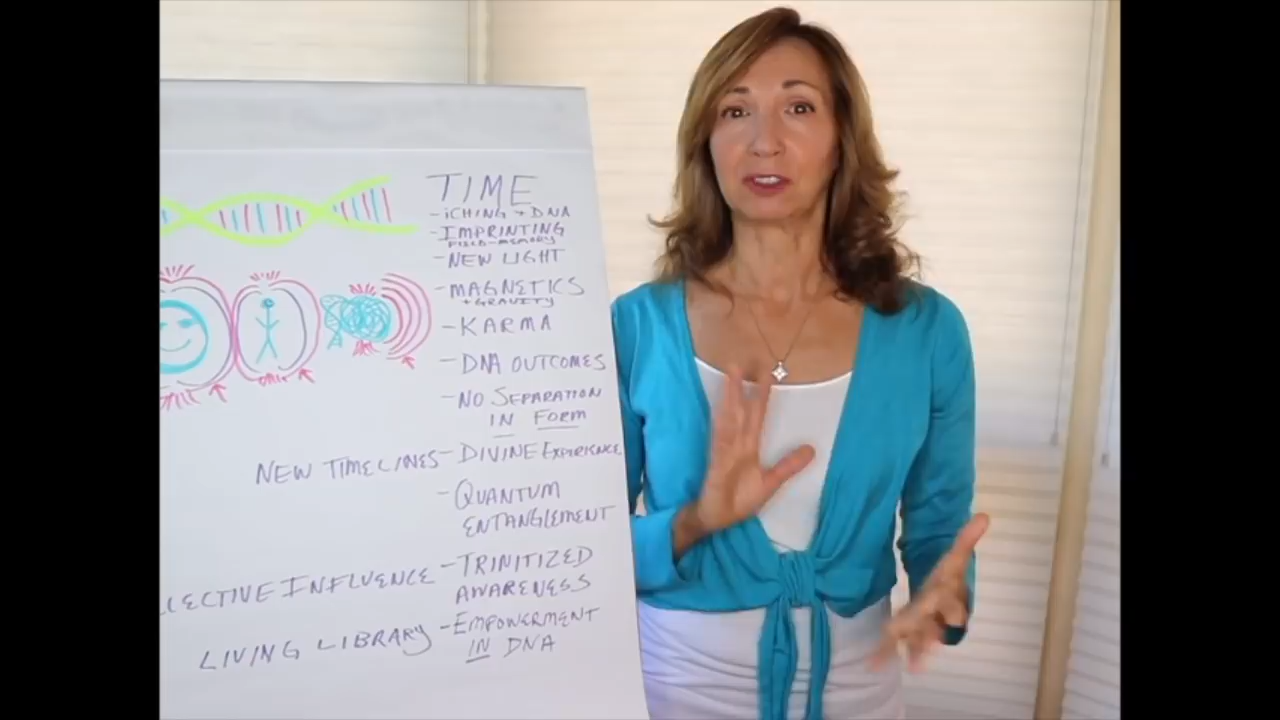 TIME
- iCHING + DNA
- IMPRINTING
FIELD-MEMORY
- NEW LIGHT
- MAGNETICS
+ GRAVITY
- KARMA
- DNA OUTCOMES
- NO SEPARATION
IN FORM
NEW TIMELINES - DIVINE EXPERIENCE
- QUANTUM
ENTANGLEMENT
LLECTIVE INFLUENCE - TRINITIZED
AWARENESS
LIVING LIBRARY - EMPOWERMENT
IN DNA